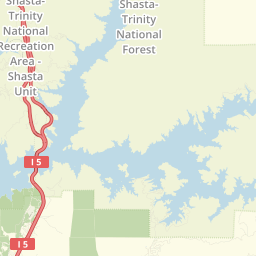 Shasta-
Trinity
National
Recreation
Area -
Shasta
Unit
Shasta-
Trinity
National
Forest
I 5
I 5